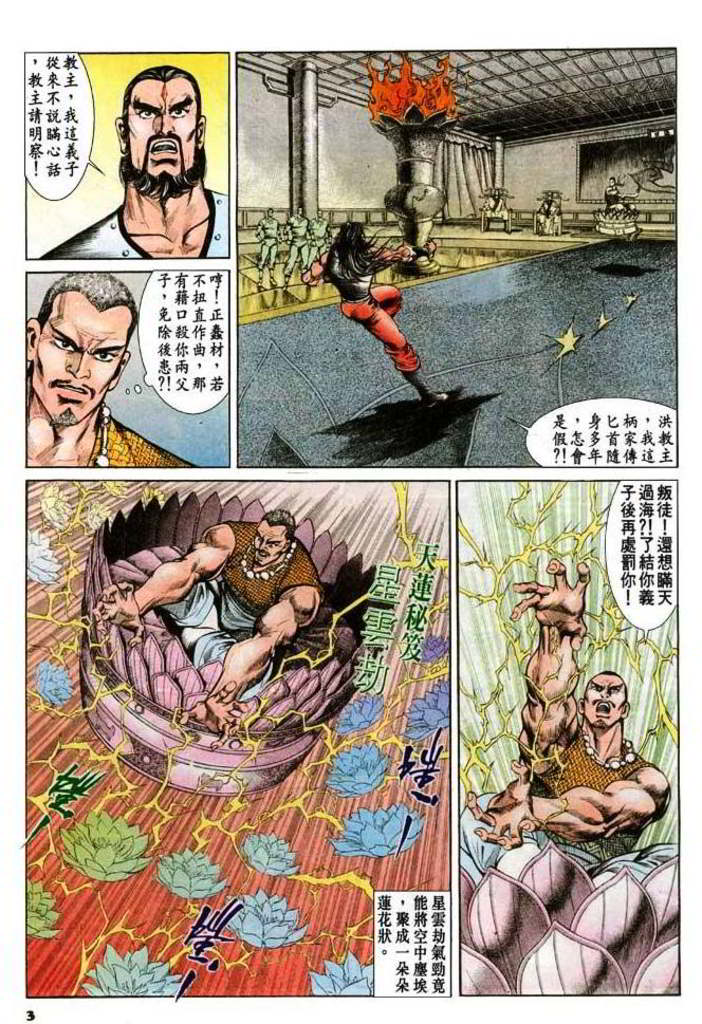 教主，我這義子
從來不說瞞心話
，教主請明察！
洪教主
，我這
柄家傳
匕首隨
身多年
，怎會
是假？！
哼！正蠢材，若
不扭直作曲，那
有藉口殺你兩父
子，免除後患？！
叛徒！還想瞞天
過海？！了結你義
子後再處罰你！
天蓮秘笈
星雲劫
星雲劫氣勁竟
能將空中塵埃
，聚成一朵朵
蓮花狀。
3